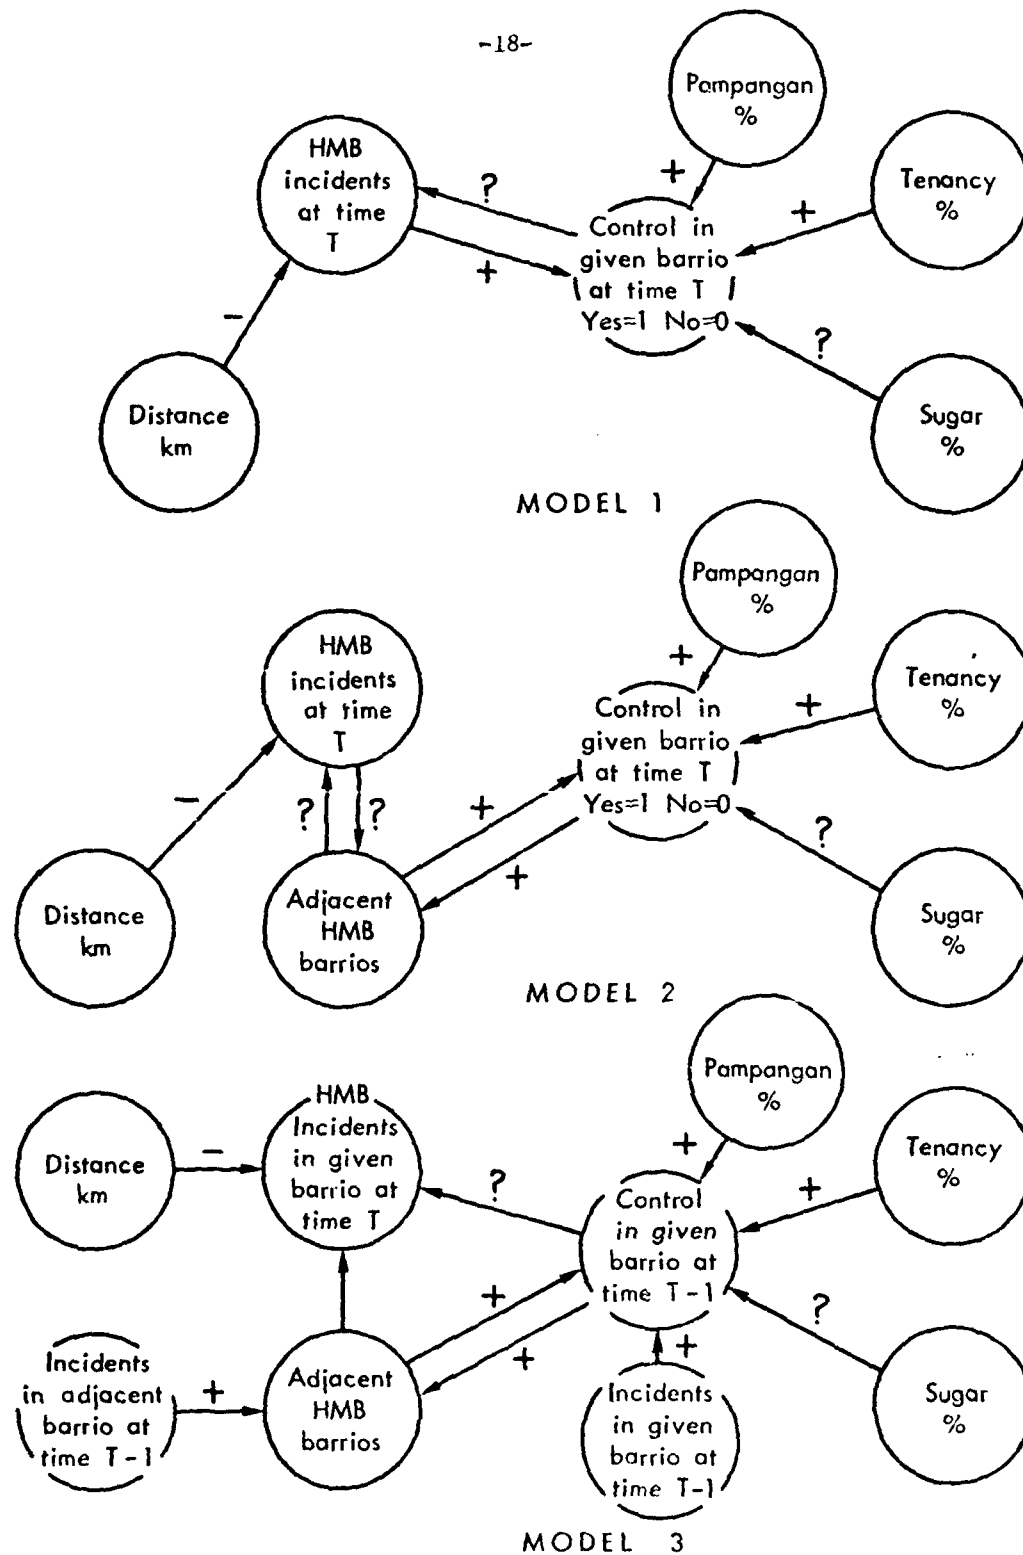 -18-
Pampangan
%
HMB
incidents
at time
T
?
+
Tenancy
%
+
Control in
given barrio
at time T
Yes=1 No=0
+
-
?
Distance
km
Sugar
%
MODEL 1
Pampangan
%
HMB
incidents
at time
T
+
Tenancy
%
+
Control in
given barrio
at time T
Yes=1 No=0
-
?
?
+
?
+
Distance
km
Adjacent
HMB
barrios
Sugar
%
MODEL 2
Pampangan
%
Distance
km
-
HMB
Incidents
in given
barrio at
time T
?
+
Control
in given
barrio at
time T-1
+
Tenancy
%
+
+
?
Incidents
in adjacent
barrio at
time T-1
+
Adjacent
HMB
barrios
+
Incidents
in given
barrio at
time T-1
Sugar
%
MODEL 3